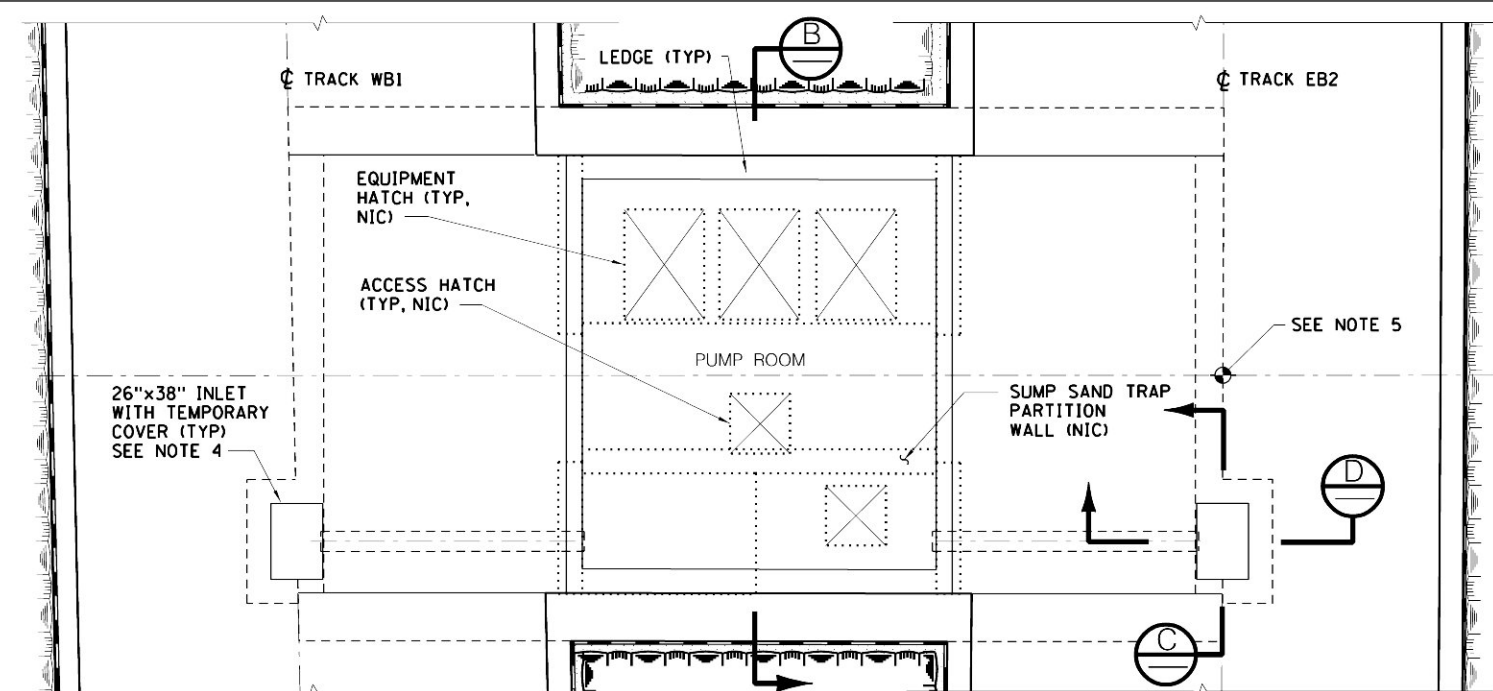 B
LEDGE (TYP)
℄ TRACK WB1
℄ TRACK EB2
EQUIPMENT
HATCH (TYP,
NIC)
ACCESS HATCH
(TYP, NIC)
SEE NOTE 5
PUMP ROOM
26"x38" INLET
WITH TEMPORARY
COVER (TYP)
SEE NOTE 4
SUMP SAND TRAP
PARTITION
WALL (NIC)
D
C